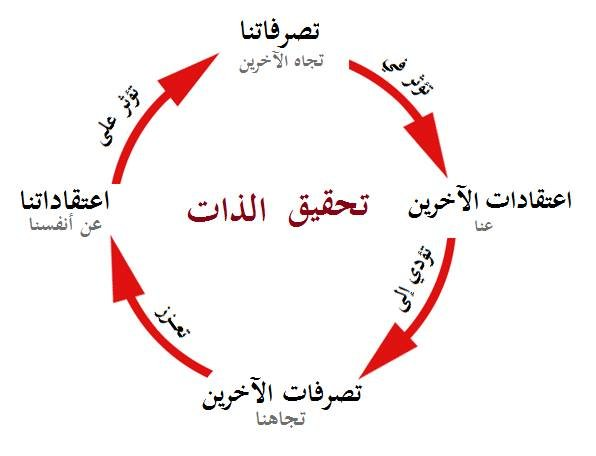 تصرفاتنا
تجاه الآخرين
تؤثر في
اعتقادات الآخرين
عنا
تؤدي إلى
تصرفات الآخرين
تجاهنا
تعزز
اعتقاداتنا
عن أنفسنا
تؤثر على
تحقيق الذات